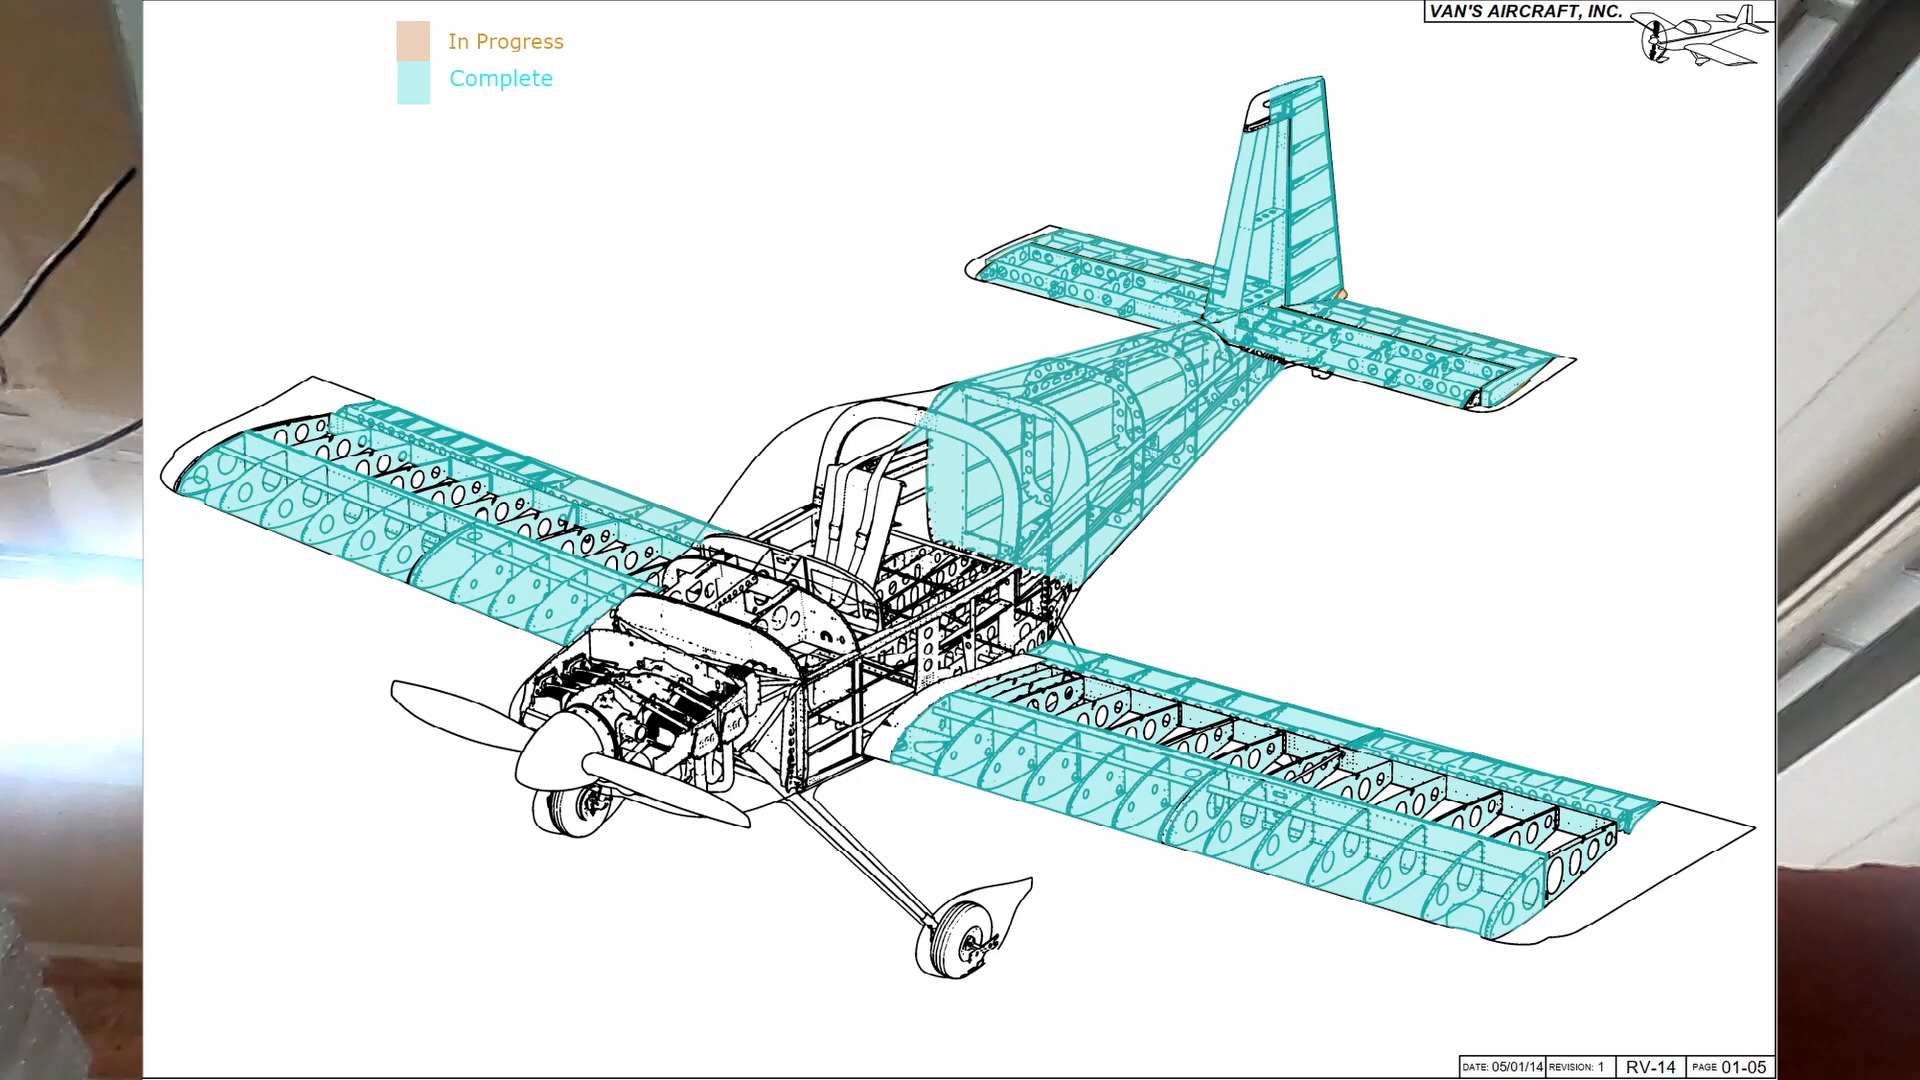 VAN'S AIRCRAFT, INC.
In Progress
Complete
DATE: 05/01/14 REVISION: 1 RV-14 PAGE 01-05